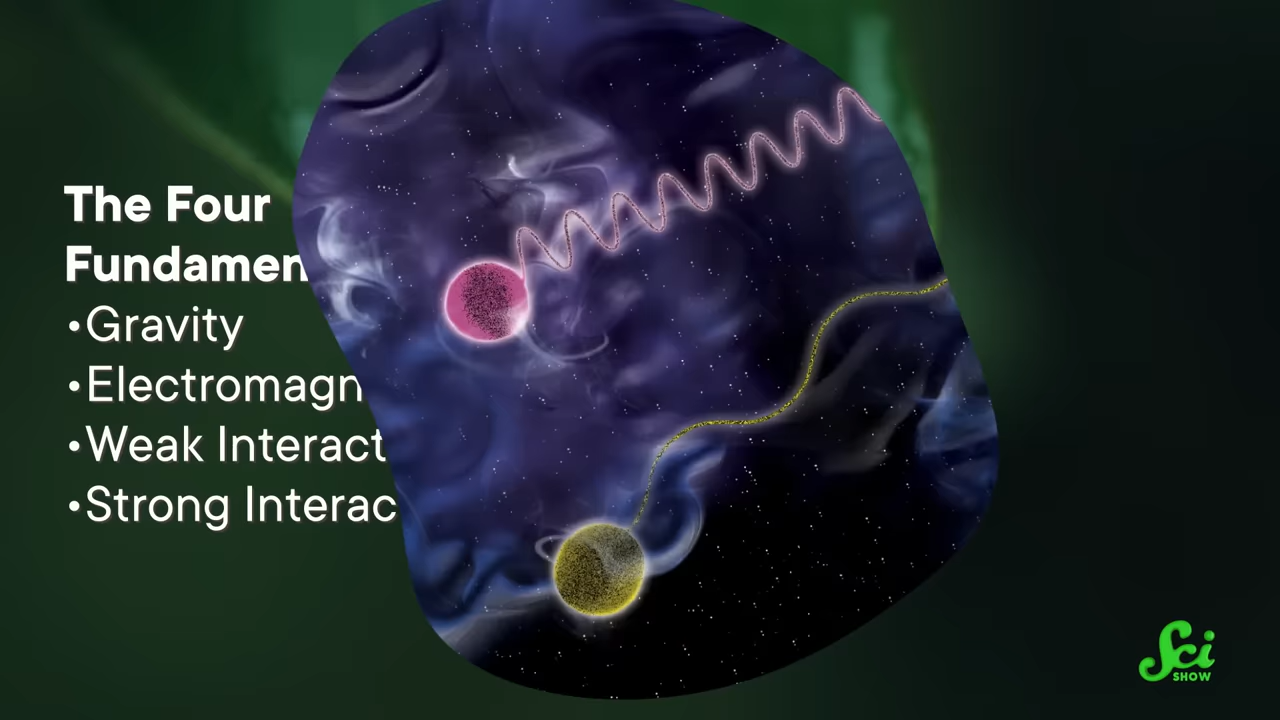 The Four
Fundamen
•Gravity
•Electromagn
•Weak Interact
•Strong Interac
Sci
SHOW